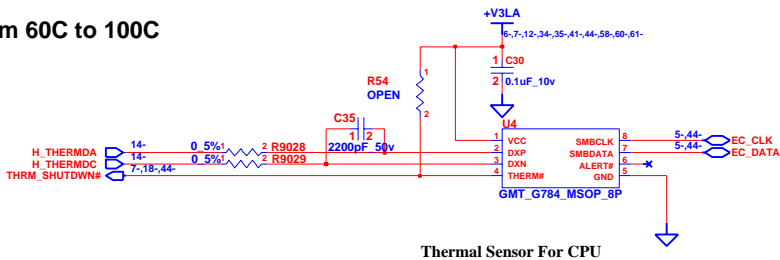 m 60C to 100C
+V3LA
6-,7-,12-,34-,35-,41-,44-,58-,60-,61-
1 C30
2 0.1uF_10v
R54
OPEN
1
2
C35
1 2
2200pF_50v
U4
H_THERMDA 14- 0_5% 1 2 R9028
H_THERMDC 14- 0_5% 1 2 R9029
THRM_SHUTDWN# 7-,18-,44-
1 VCC SMBCLK 8 5-,44- EC_CLK
2 DXP SMBDATA 7 5-,44- EC_DATA
3 DXN ALERT# 6
4 THERM# GND 5
GMT_G784_MSOP_8P
Thermal Sensor For CPU